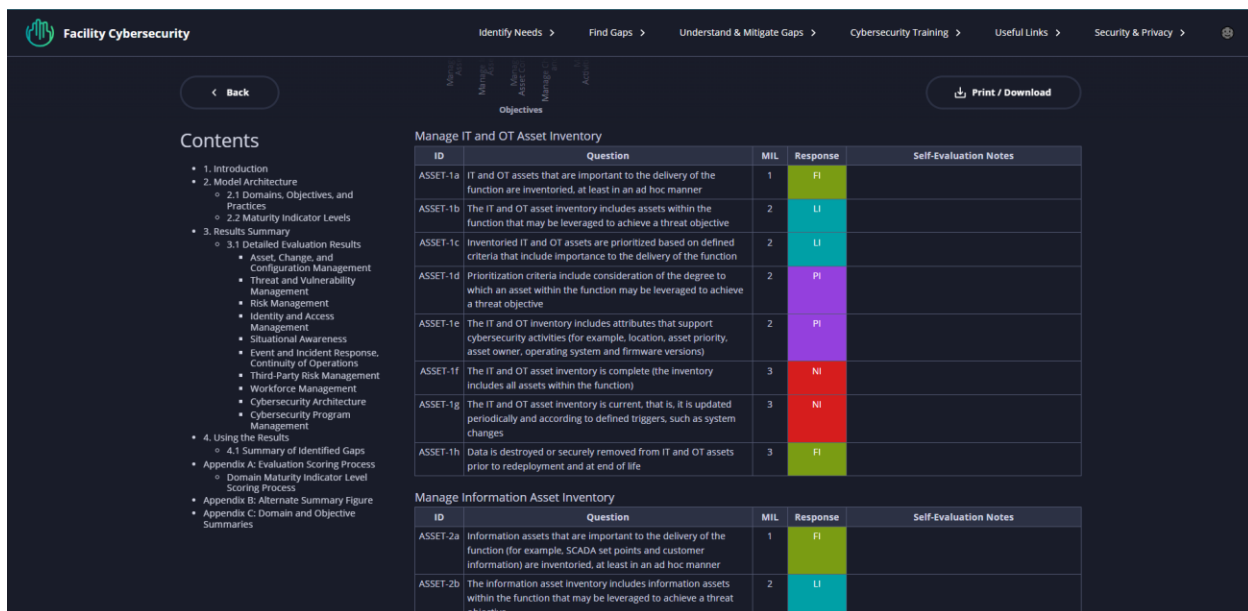 Facility Cybersecurity
Identify Needs >
Find Gaps >
Understand & Mitigate Gaps >
Cybersecurity Training >
Useful Links >
Security & Privacy >
< Back
Objectives
Print / Download
Contents
1. Introduction
2. Model Architecture
2.1 Domains, Objectives, and
Practices
2.2 Maturity Indicator Levels
3. Results Summary
3.1 Detailed Evaluation Results
Asset, Change, and
Configuration Management
Threat and Vulnerability
Management
Risk Management
Identity and Access
Management
Situational Awareness
Event and Incident Response,
Continuity of Operations
Third-Party Risk Management
Workforce Management
Cybersecurity Architecture
Cybersecurity Program
Management
4. Using the Results
4.1 Summary of Identified Gaps
Appendix A: Evaluation Scoring Process
Domain Maturity Indicator Level
Scoring Process
Appendix B: Alternate Summary Figure
Appendix C: Domain and Objective
Summaries
Manage IT and OT Asset Inventory
ID Question MIL Response Self-Evaluation Notes
ASSET-1a IT and OT assets that are important to the delivery of the 1 FI
function are inventoried, at least in an ad hoc manner
ASSET-1b The IT and OT asset inventory includes assets within the 2 LI
function that may be leveraged to achieve a threat objective
ASSET-1c Inventoried IT and OT assets are prioritized based on defined 2 LI
criteria that include importance to the delivery of the function
ASSET-1d Prioritization criteria include consideration of the degree to 2 PI
which an asset within the function may be leveraged to achieve
a threat objective
ASSET-1e The IT and OT inventory includes attributes that support 2 PI
cybersecurity activities (for example, location, asset priority,
asset owner, operating system and firmware versions)
ASSET-1f The IT and OT asset inventory is complete (the inventory 3 NI
includes all assets within the function)
ASSET-1g The IT and OT asset inventory is current, that is, it is updated 3 NI
periodically and according to defined triggers, such as system
changes
ASSET-1h Data is destroyed or securely removed from IT and OT assets 3 FI
prior to redeployment and at end of life
Manage Information Asset Inventory
ID Question MIL Response Self-Evaluation Notes
ASSET-2a Information assets that are important to the delivery of the 1 FI
function (for example, SCADA set points and customer
information) are inventoried, at least in an ad hoc manner
ASSET-2b The information asset inventory includes information assets 2 LI
within the function that may be leveraged to achieve a threat